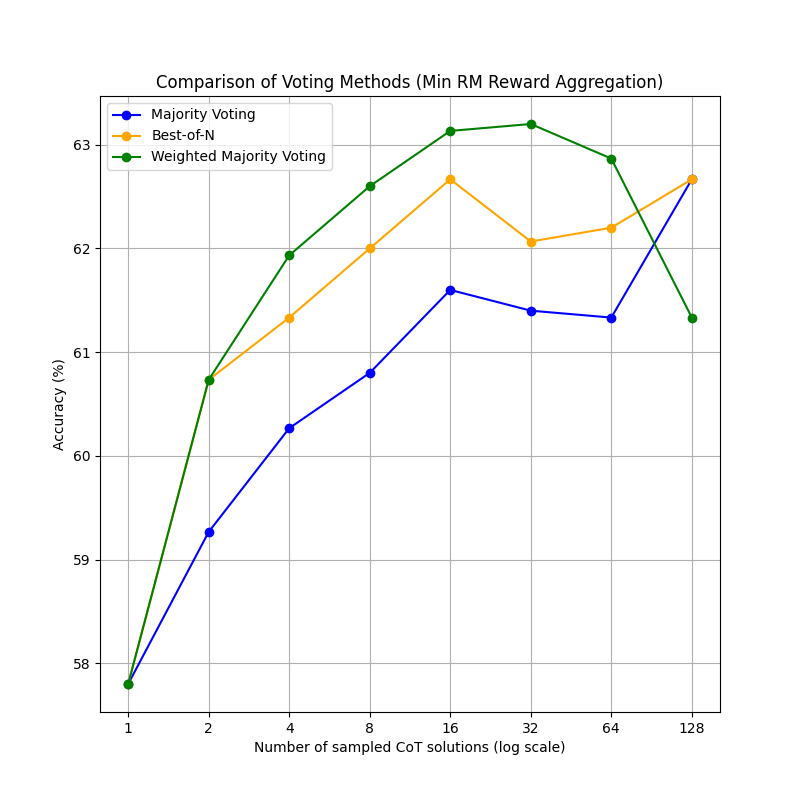 Comparison of Voting Methods (Min RM Reward Aggregation)
Majority Voting
Best-of-N
Weighted Majority Voting
63
62
61
60
59
58
Accuracy (%)
1 2 4 8 16 32 64 128
Number of sampled CoT solutions (log scale)